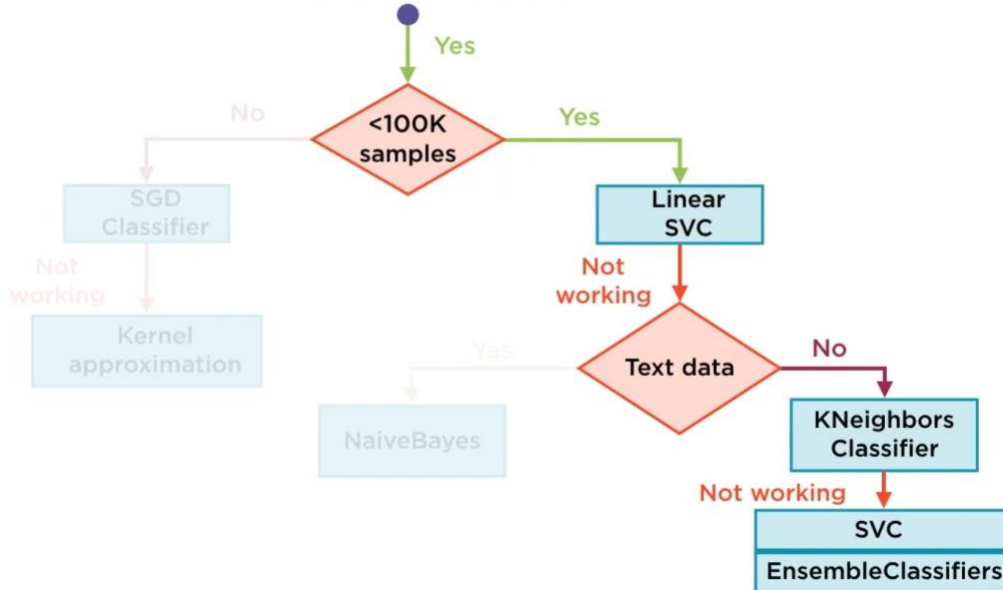 Yes
<100K
samples
No
Yes
SGD
Classifier
Linear
SVC
Not
working
Not
working
Kernel
approximation
Yes
Text data
No
NaiveBayes
KNeighbors
Classifier
Not working
SVC
EnsembleClassifiers